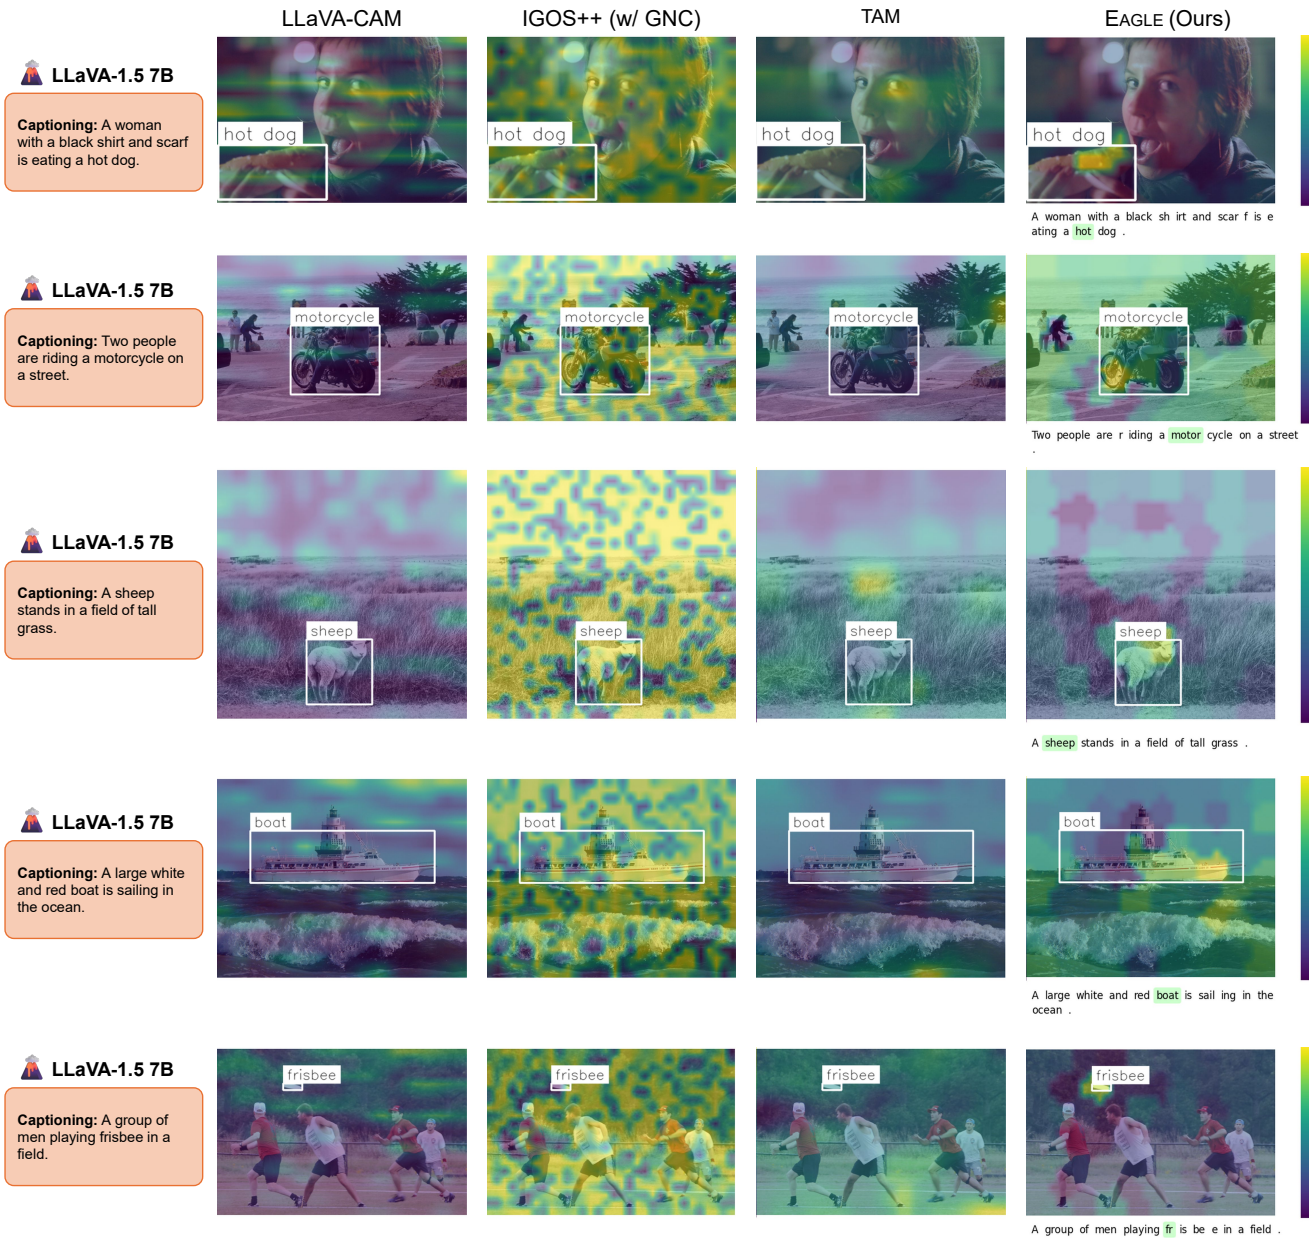 LLaVA-CAM
IGOS++ (w/ GNC)
TAM
EAGLE (Ours)
LLaVA-1.5 7B
Captioning: A woman
with a black shirt and scarf
is eating a hot dog.
hot dog
hot dog
hot dog
hot dog
A woman with a black sh irt and scar f is e
ating a hot dog .
LLaVA-1.5 7B
Captioning: Two people
are riding a motorcycle on
a street.
motorcycle
motorcycle
motorcycle
motorcycle
Two people are r iding a motor cycle on a street
.
LLaVA-1.5 7B
Captioning: A sheep
stands in a field of tall
grass.
sheep
sheep
sheep
sheep
A sheep stands in a field of tall grass .
LLaVA-1.5 7B
Captioning: A large white
and red boat is sailing in
the ocean.
boat
boat
boat
boat
A large white and red boat is sail ing in the
ocean .
LLaVA-1.5 7B
Captioning: A group of
men playing frisbee in a
field.
frisbee
frisbee
frisbee
frisbee
A group of men playing fr is be e in a field .